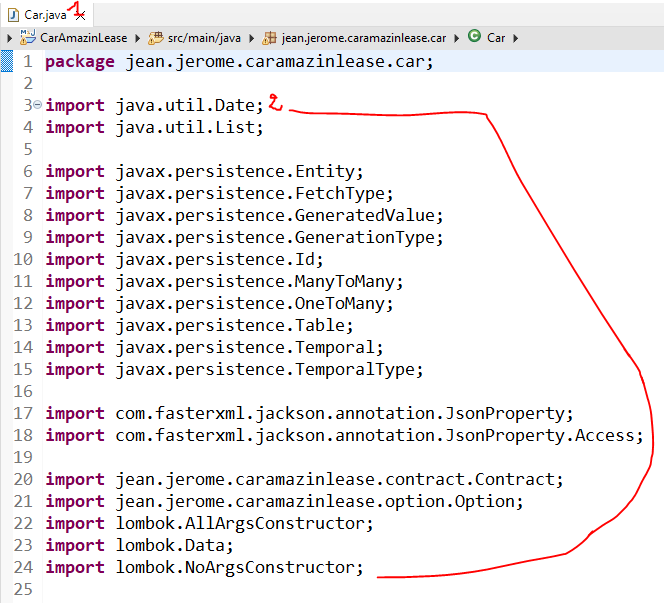 Car.java 1
CarAmazinLease src/main/java jean.jerome.caramazinlease.car Car
1 package jean.jerome.caramazinlease.car;
2
3 import java.util.Date; 2
4 import java.util.List;
5
6 import javax.persistence.Entity;
7 import javax.persistence.FetchType;
8 import javax.persistence.GeneratedValue;
9 import javax.persistence.GenerationType;
10 import javax.persistence.Id;
11 import javax.persistence.ManyToMany;
12 import javax.persistence.OneToMany;
13 import javax.persistence.Table;
14 import javax.persistence.Temporal;
15 import javax.persistence.TemporalType;
16
17 import com.fasterxml.jackson.annotation.JsonProperty;
18 import com.fasterxml.jackson.annotation.JsonProperty.Access;
19
20 import jean.jerome.caramazinlease.contract.Contract;
21 import jean.jerome.caramazinlease.option.Option;
22 import lombok.AllArgsConstructor;
23 import lombok.Data;
24 import lombok.NoArgsConstructor;
25